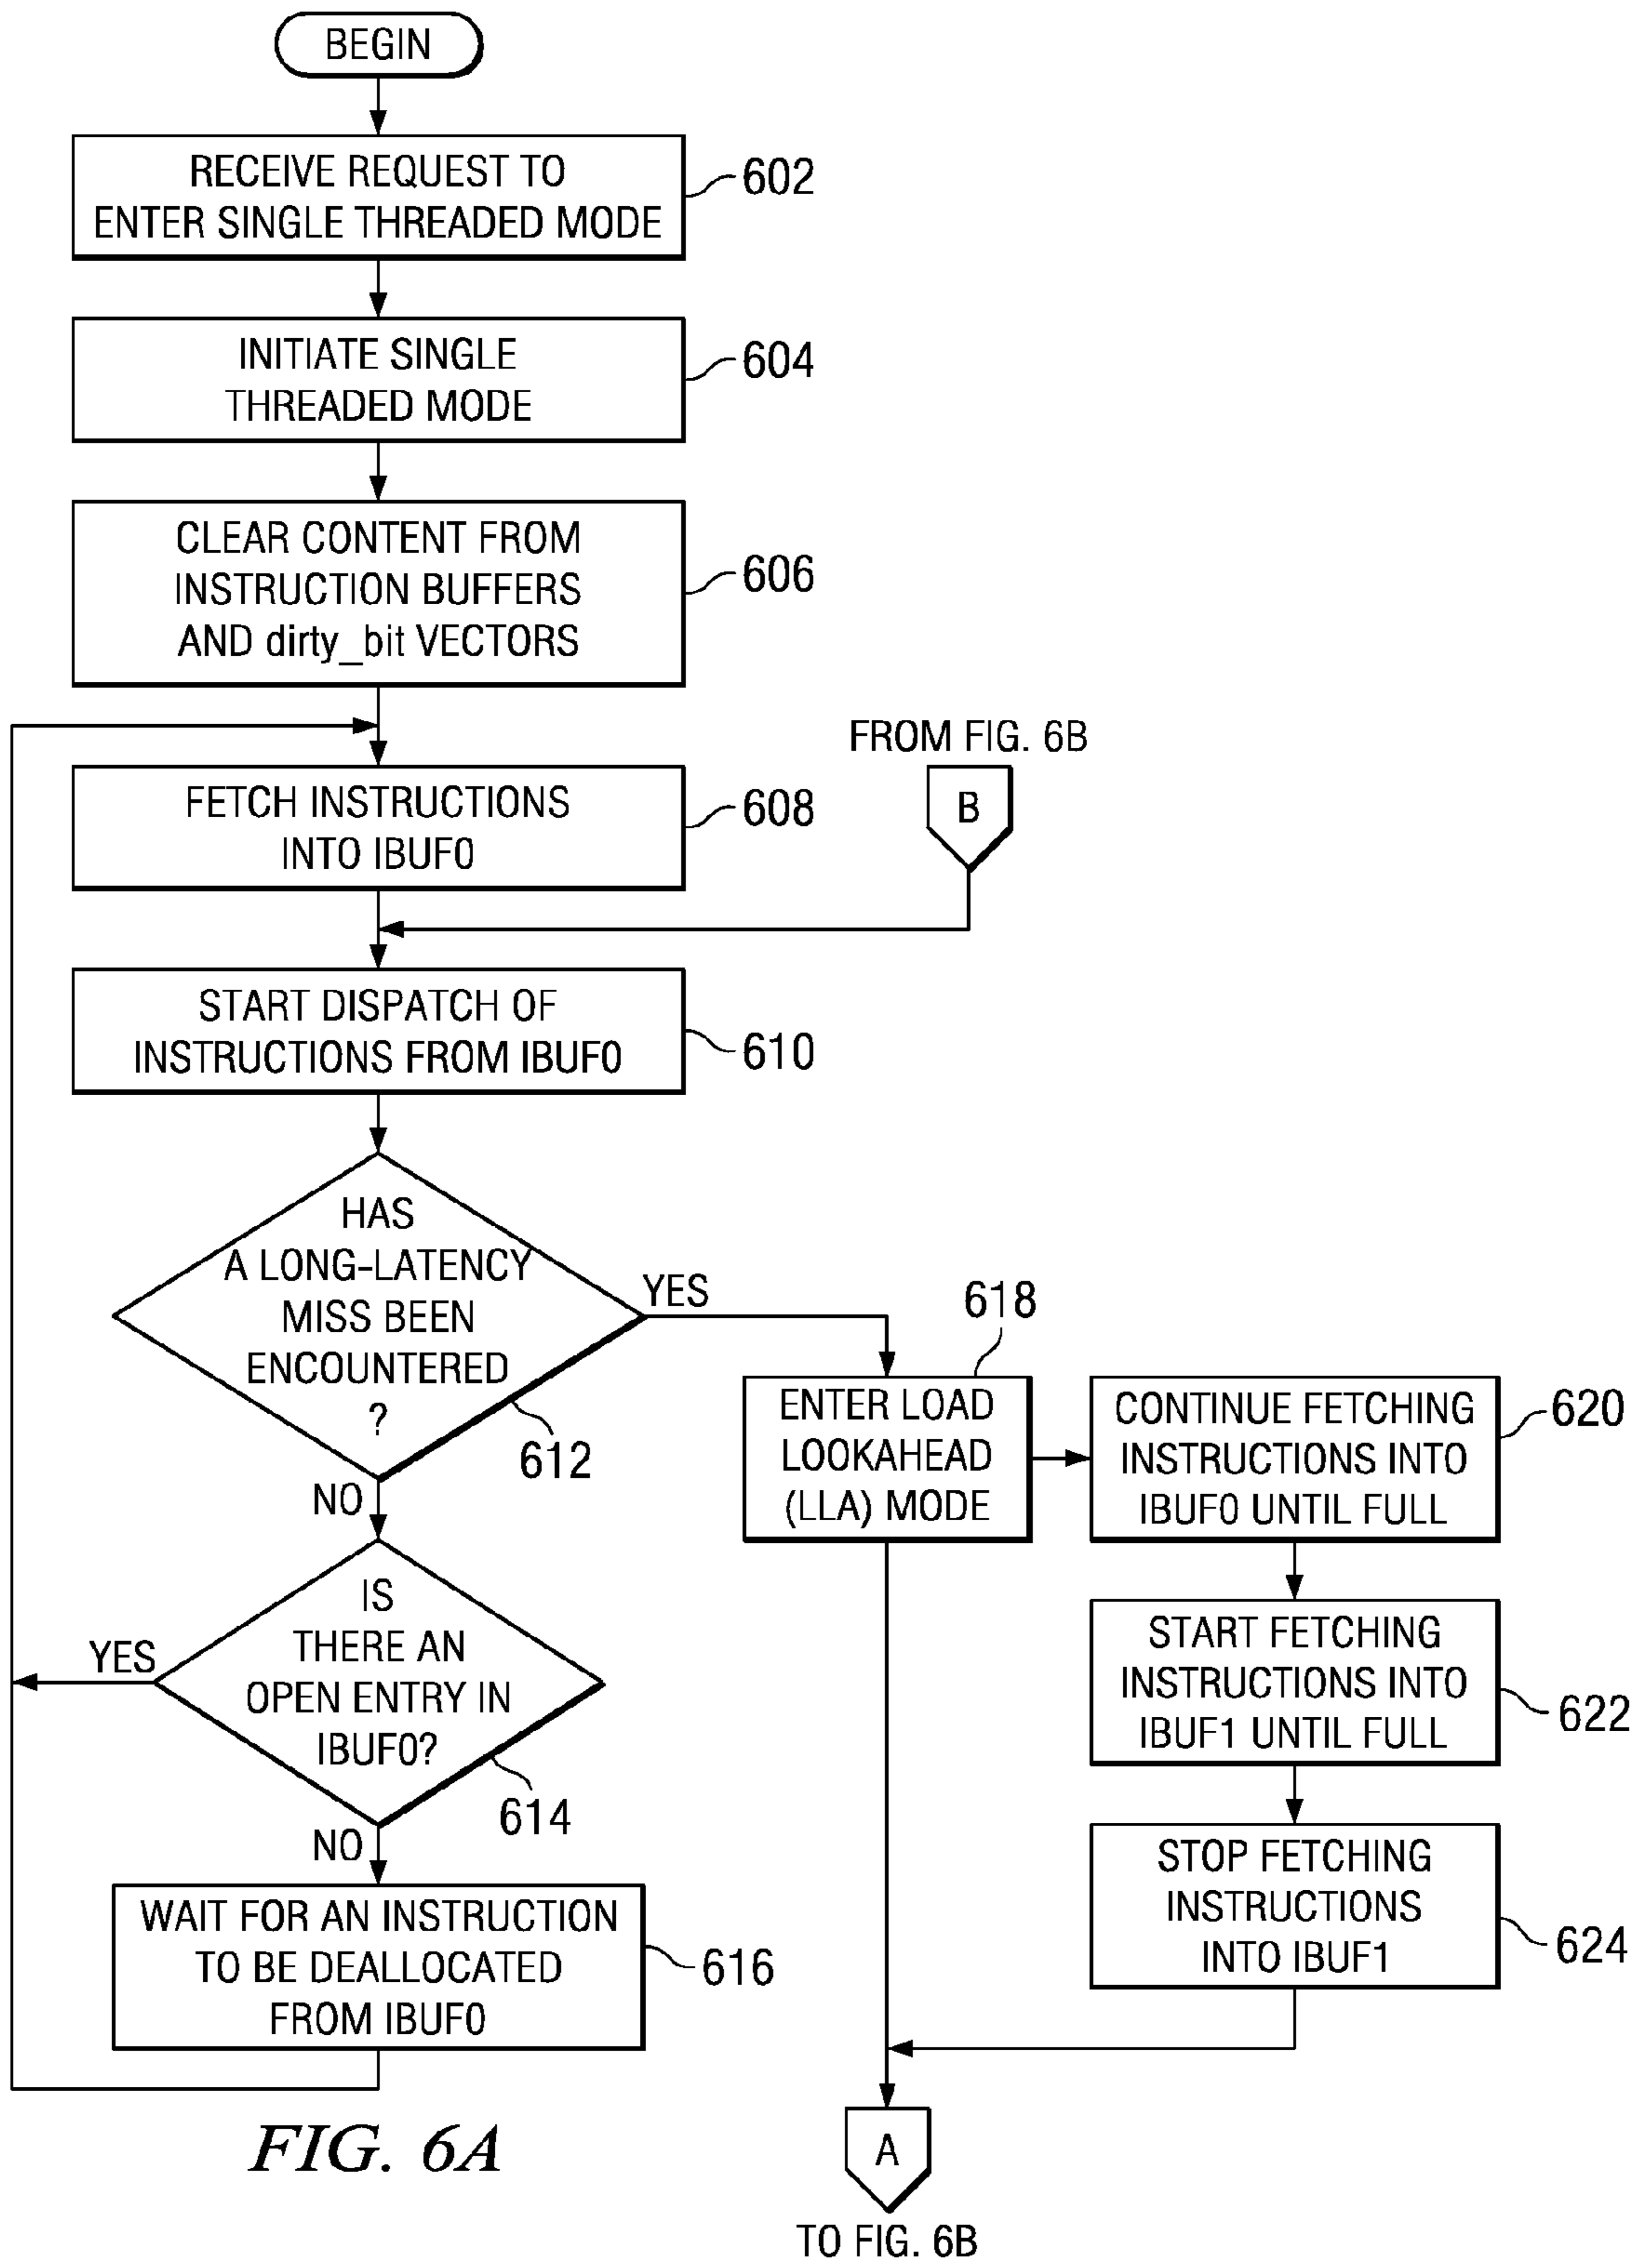 BEGIN
RECEIVE REQUEST TO
ENTER SINGLE THREADED MODE
602
INITIATE SINGLE
THREADED MODE
604
CLEAR CONTENT FROM
INSTRUCTION BUFFERS
AND dirty_bit VECTORS
606
FROM FIG. 6B
B
FETCH INSTRUCTIONS
INTO IBUF0
608
START DISPATCH OF
INSTRUCTIONS FROM IBUF0
610
HAS
A LONG-LATENCY
MISS BEEN
ENCOUNTERED
?
612
YES
NO
IS
THERE AN
OPEN ENTRY IN
IBUF0?
614
YES
NO
WAIT FOR AN INSTRUCTION
TO BE DEALLOCATED
FROM IBUF0
616
618
ENTER LOAD
LOOKAHEAD
(LLA) MODE
CONTINUE FETCHING
INSTRUCTIONS INTO
IBUF0 UNTIL FULL
620
START FETCHING
INSTRUCTIONS INTO
IBUF1 UNTIL FULL
622
STOP FETCHING
INSTRUCTIONS
INTO IBUF1
624
A
TO FIG. 6B
FIG. 6A